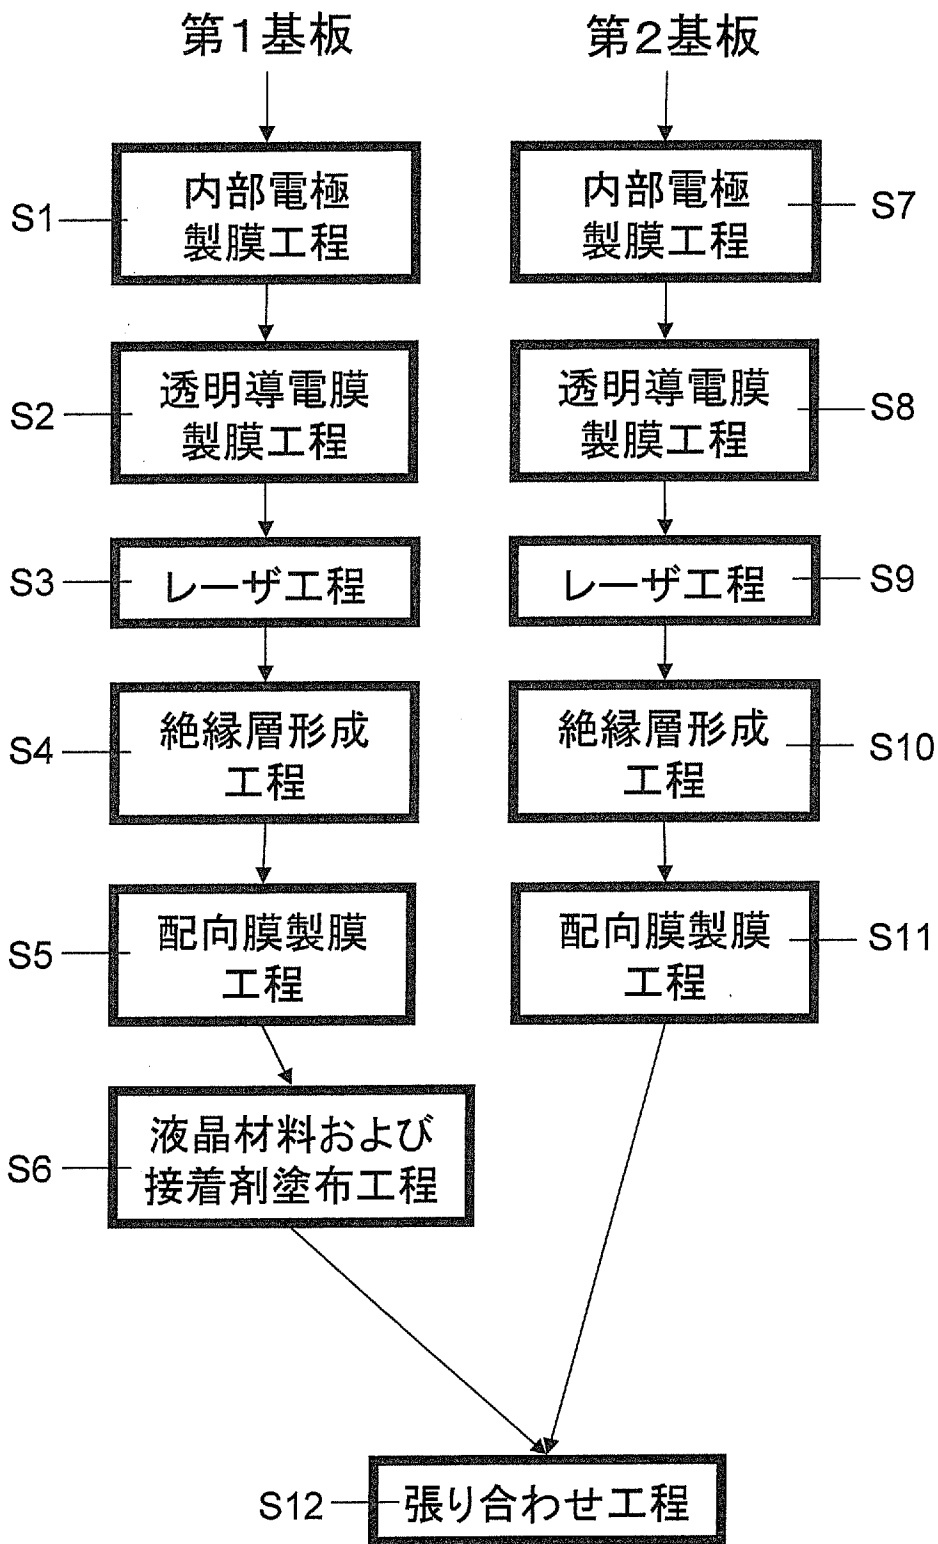 第1基板
S1
内部電極
製膜工程
S2
透明導電膜
製膜工程
S3
レーザ工程
S4
絶縁層形成
工程
S5
配向膜製膜
工程
S6
液晶材料および
接着剤塗布工程
第2基板
内部電極
製膜工程
S7
透明導電膜
製膜工程
S8
レーザ工程
S9
絶縁層形成
工程
S10
配向膜製膜
工程
S11
S12
張り合わせ工程